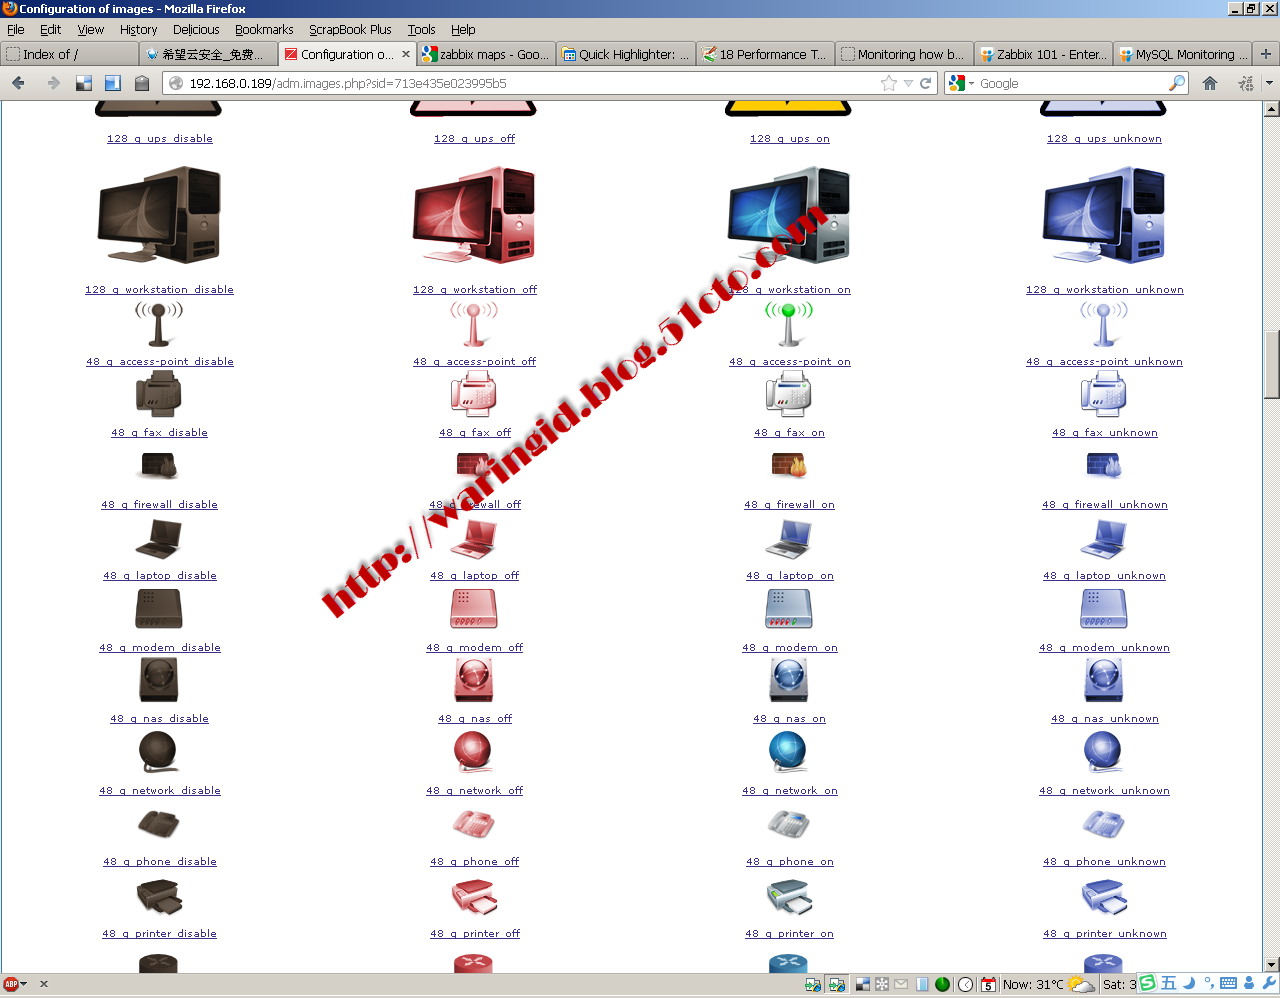 Configuration of images - Mozilla Firefox
File Edit View History Delicious Bookmarks ScrapBook Plus Tools Help
Index of /
希望云安全_免费...
Configuration o...
zabbix maps - Goo...
Quick Highlighter: ...
18 Performance T...
Monitoring how b...
Zabbix 101 - Enter...
MySQL Monitoring ...
192.168.0.189/adm.images.php?sid=713e435e023995b5
Google
128_g_ups_disable 128_g_ups_off 128_g_ups_on 128_g_ups_unknown
128_g_workstation_disable 128_g_workstation_off 128_g_workstation_on 128_g_workstation_unknown
48_g_access-point_disable 48_g_access-point_off 48_g_access-point_on 48_g_access-point_unknown
48_g_fax_disable 48_g_fax_off 48_g_fax_on 48_g_fax_unknown
48_g_firewall_disable 48_g_firewall_off 48_g_firewall_on 48_g_firewall_unknown
48_g_laptop_disable 48_g_laptop_off 48_g_laptop_on 48_g_laptop_unknown
48_g_modem_disable 48_g_modem_off 48_g_modem_on 48_g_modem_unknown
48_g_nas_disable 48_g_nas_off 48_g_nas_on 48_g_nas_unknown
48_g_network_disable 48_g_network_off 48_g_network_on 48_g_network_unknown
48_g_phone_disable 48_g_phone_off 48_g_phone_on 48_g_phone_unknown
48_g_printer_disable 48_g_printer_off 48_g_printer_on 48_g_printer_unknown
http://waringid.blog.51cto.com
ABP
5
Now: 31°C
Sat: 3
五